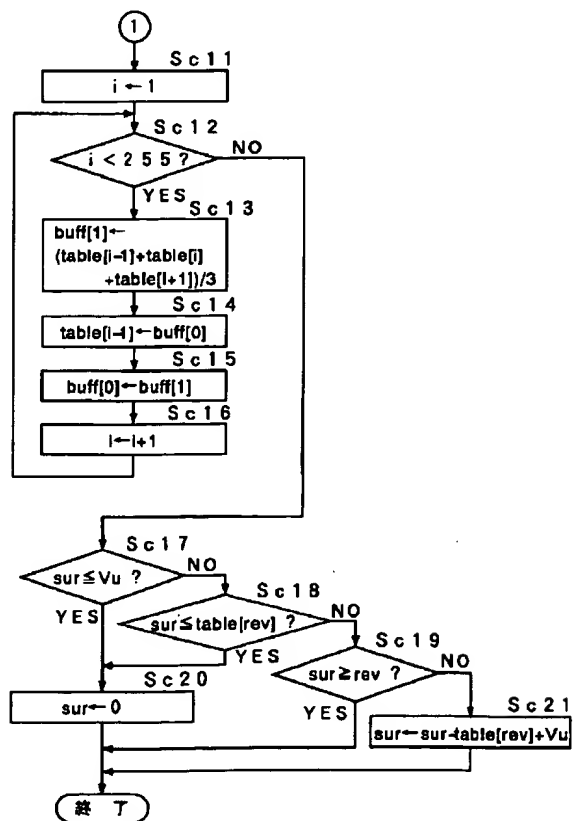 1
Sc11
i←1
Sc12
i<255?
NO
YES
Sc13
buff[1]←
(table[i-1]+table[i]
+table[i+1])/3
Sc14
table[i-1]←buff[0]
Sc15
buff[0]←buff[1]
Sc16
i←i+1
Sc17
sur≦Vu ?
NO
YES
Sc18
sur≦table[rev] ?
NO
YES
Sc19
sur≧rev ?
NO
YES
Sc20
sur←0
Sc21
sur←sur-table[rev]+Vu
終了